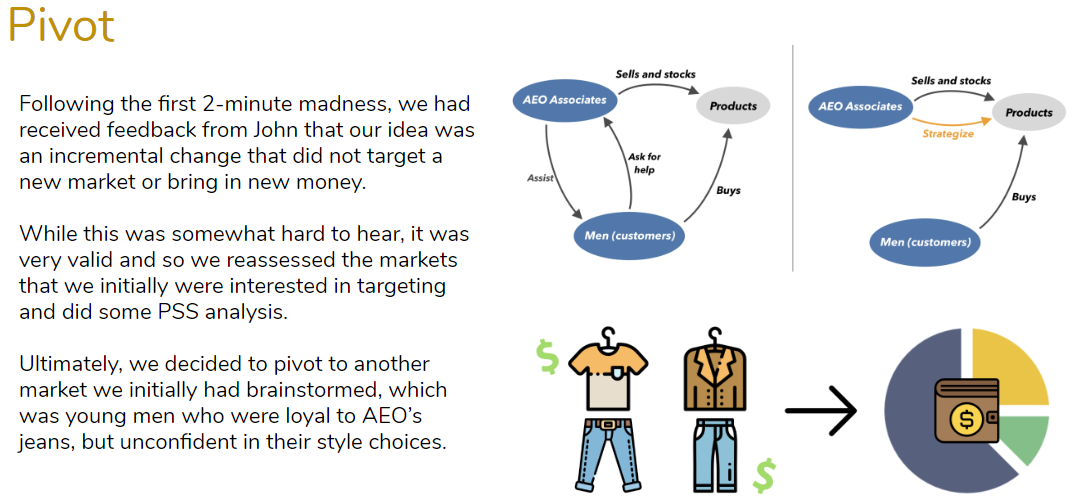 Pivot
Following the first 2-minute madness, we had
received feedback from John that our idea was
an incremental change that did not target a
new market or bring in new money.
While this was somewhat hard to hear, it was
very valid and so we reassessed the markets
that we initially were interested in targeting
and did some PSS analysis.
Ultimately, we decided to pivot to another
market we initially had brainstormed, which
was young men who were loyal to AEO's
jeans, but unconfident in their style choices.
Sells and stocks
AEO Associates
Products
Ask for
help
Assist
Buys
Men (customers)
Sells and stocks
AEO Associates
Products
Strategize
Buys
Men (customers)
$
$
$